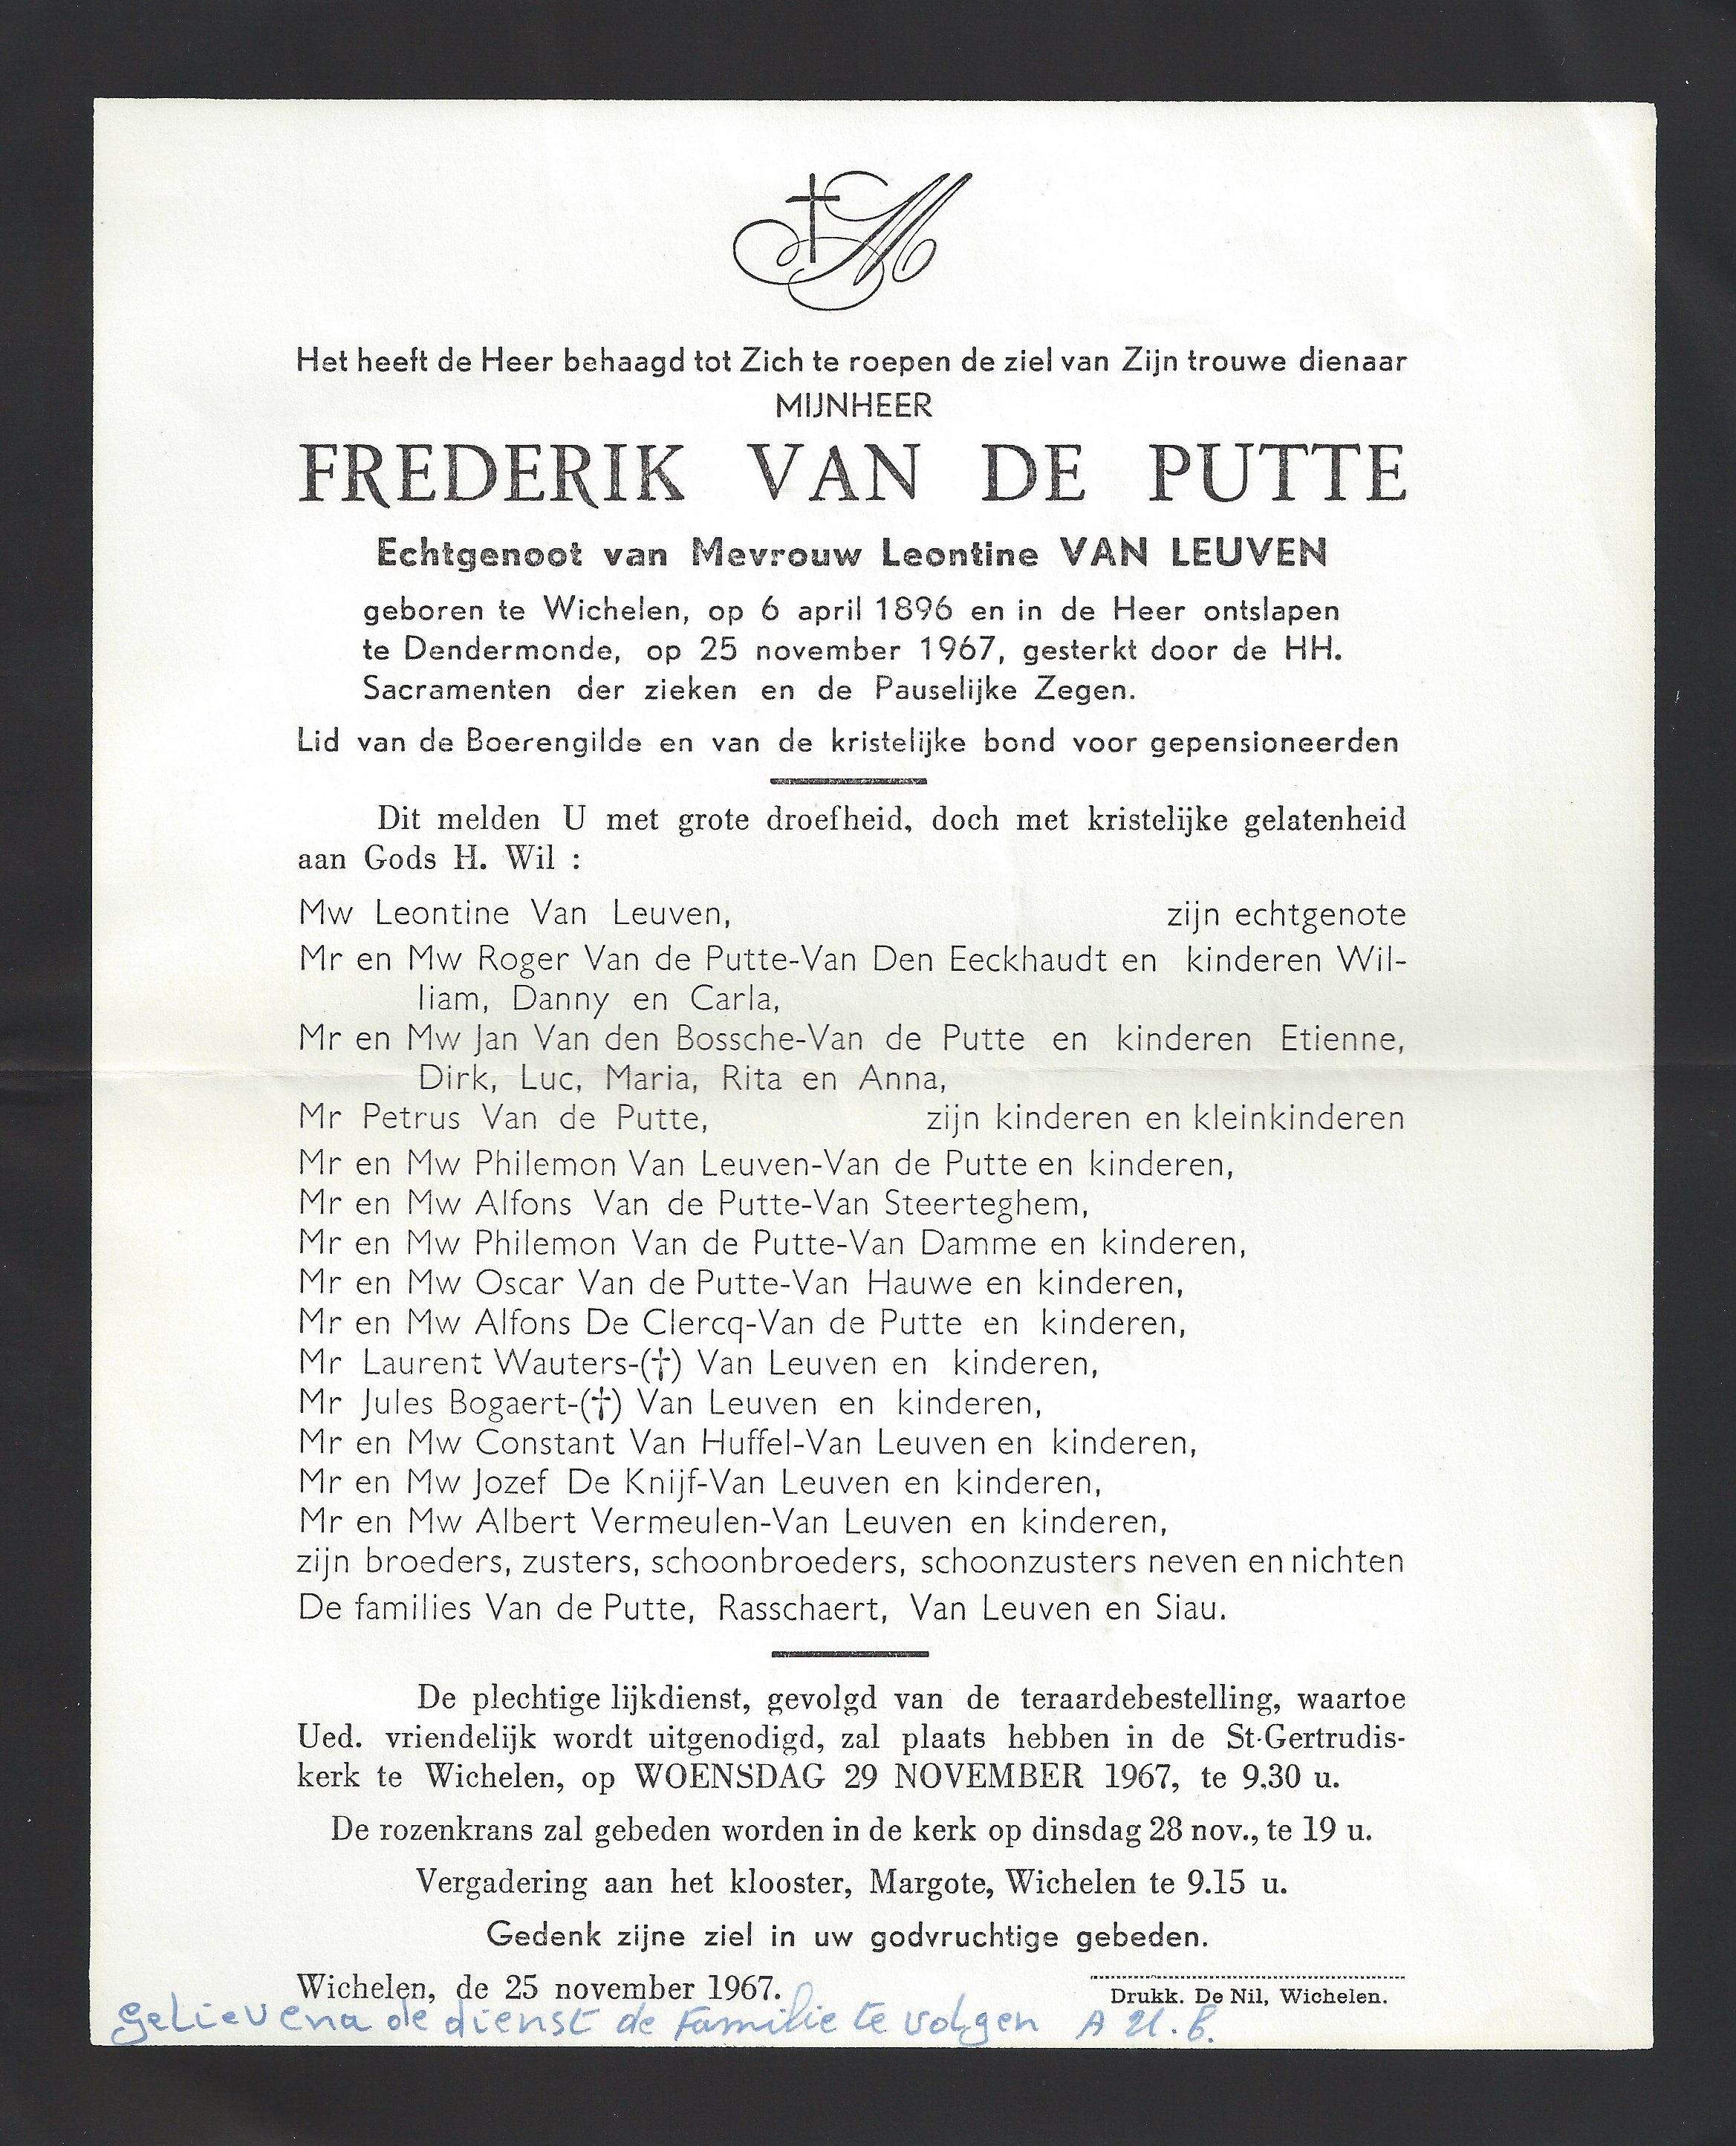 M
Het heeft de Heer behaagd tot Zich te roepen de ziel van Zijn trouwe dienaar
MIJNHEER
FREDERIK VAN DE PUTTE
Echtgenoot van Mevrouw Leontine VAN LEUVEN
geboren te Wichelen, op 6 april 1896 en in de Heer ontslapen
te Dendermonde, op 25 november 1967, gesterkt door de HH.
Sacramenten der zieken en de Pauselijke Zegen.
Lid van de Boerengilde en van de kristelijke bond voor gepensioneerden
Dit melden U met grote droefheid, doch met kristelijke gelatenheid
aan Gods H. Wil :
Mw Leontine Van Leuven, zijn echtgenote
Mr en Mw Roger Van de Putte-Van Den Eeckhaudt en kinderen Wil-
liam, Danny en Carla,
Mr en Mw Jan Van den Bossche-Van de Putte en kinderen Etienne,
Dirk, Luc, Maria, Rita en Anna,
Mr Petrus Van de Putte, zijn kinderen en kleinkinderen
Mr en Mw Philemon Van Leuven-Van de Putte en kinderen,
Mr en Mw Alfons Van de Putte-Van Steerteghem,
Mr en Mw Philemon Van de Putte-Van Damme en kinderen,
Mr en Mw Oscar Van de Putte-Van Hauwe en kinderen,
Mr en Mw Alfons De Clercq-Van de Putte en kinderen,
Mr Laurent Wauters-(†) Van Leuven en kinderen,
Mr Jules Bogaert-(†) Van Leuven en kinderen,
Mr en Mw Constant Van Huffel-Van Leuven en kinderen,
Mr en Mw Jozef De Knijf-Van Leuven en kinderen,
Mr en Mw Albert Vermeulen-Van Leuven en kinderen,
zijn broeders, zusters, schoonbroeders, schoonzusters neven en nichten
De families Van de Putte, Rasschaert, Van Leuven en Siau.
De plechtige lijkdienst, gevolgd van de teraardebestelling, waartoe
Ued. vriendelijk wordt uitgenodigd, zal plaats hebben in de St-Gertrudis-
kerk te Wichelen, op WOENSDAG 29 NOVEMBER 1967, te 9.30 u.
De rozenkrans zal gebeden worden in de kerk op dinsdag 28 nov., te 19 u.
Vergadering aan het klooster, Margote, Wichelen te 9.15 u.
Gedenk zijne ziel in uw godvruchtige gebeden.
Wichelen, de 25 november 1967.
Drukk. De Nil, Wichelen.
gelieve na de dienst de Familie te volgen A U.b.